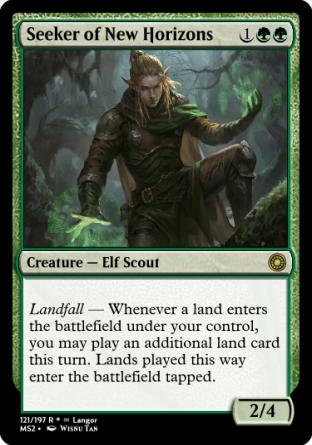 Seeker of New Horizons 1
Creature — Elf Scout
Landfall — Whenever a land enters
the battlefield under your control,
you may play an additional land card
this turn. Lands played this way
enter the battlefield tapped.
2/4
121/197 R * ∞ Langor
MS2 • Wisnu Tan